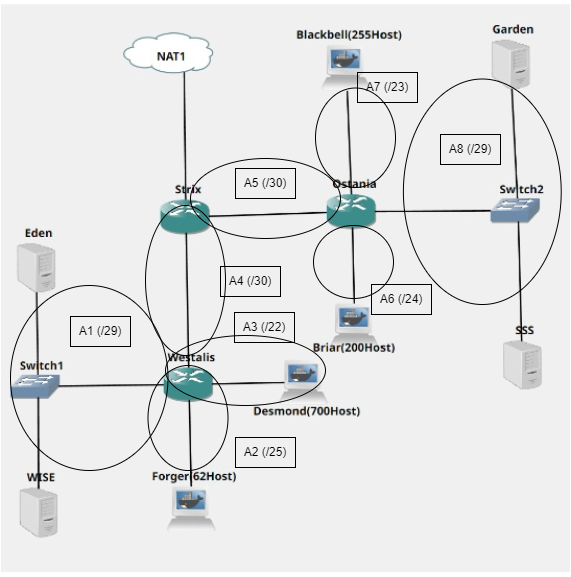 Blackbell(255Host)
Garden
NAT1
A7 (/23)
A8 (/29)
A5 (/30)
Strix
Ostania
Switch2
Eden
A4 (/30)
A6 (/24)
A1 (/29)
A3 (/22)
SSS
Briar(200Host)
Westalis
Switch1
Desmond(700Host)
A2 (/25)
WISE
Forger(62Host)